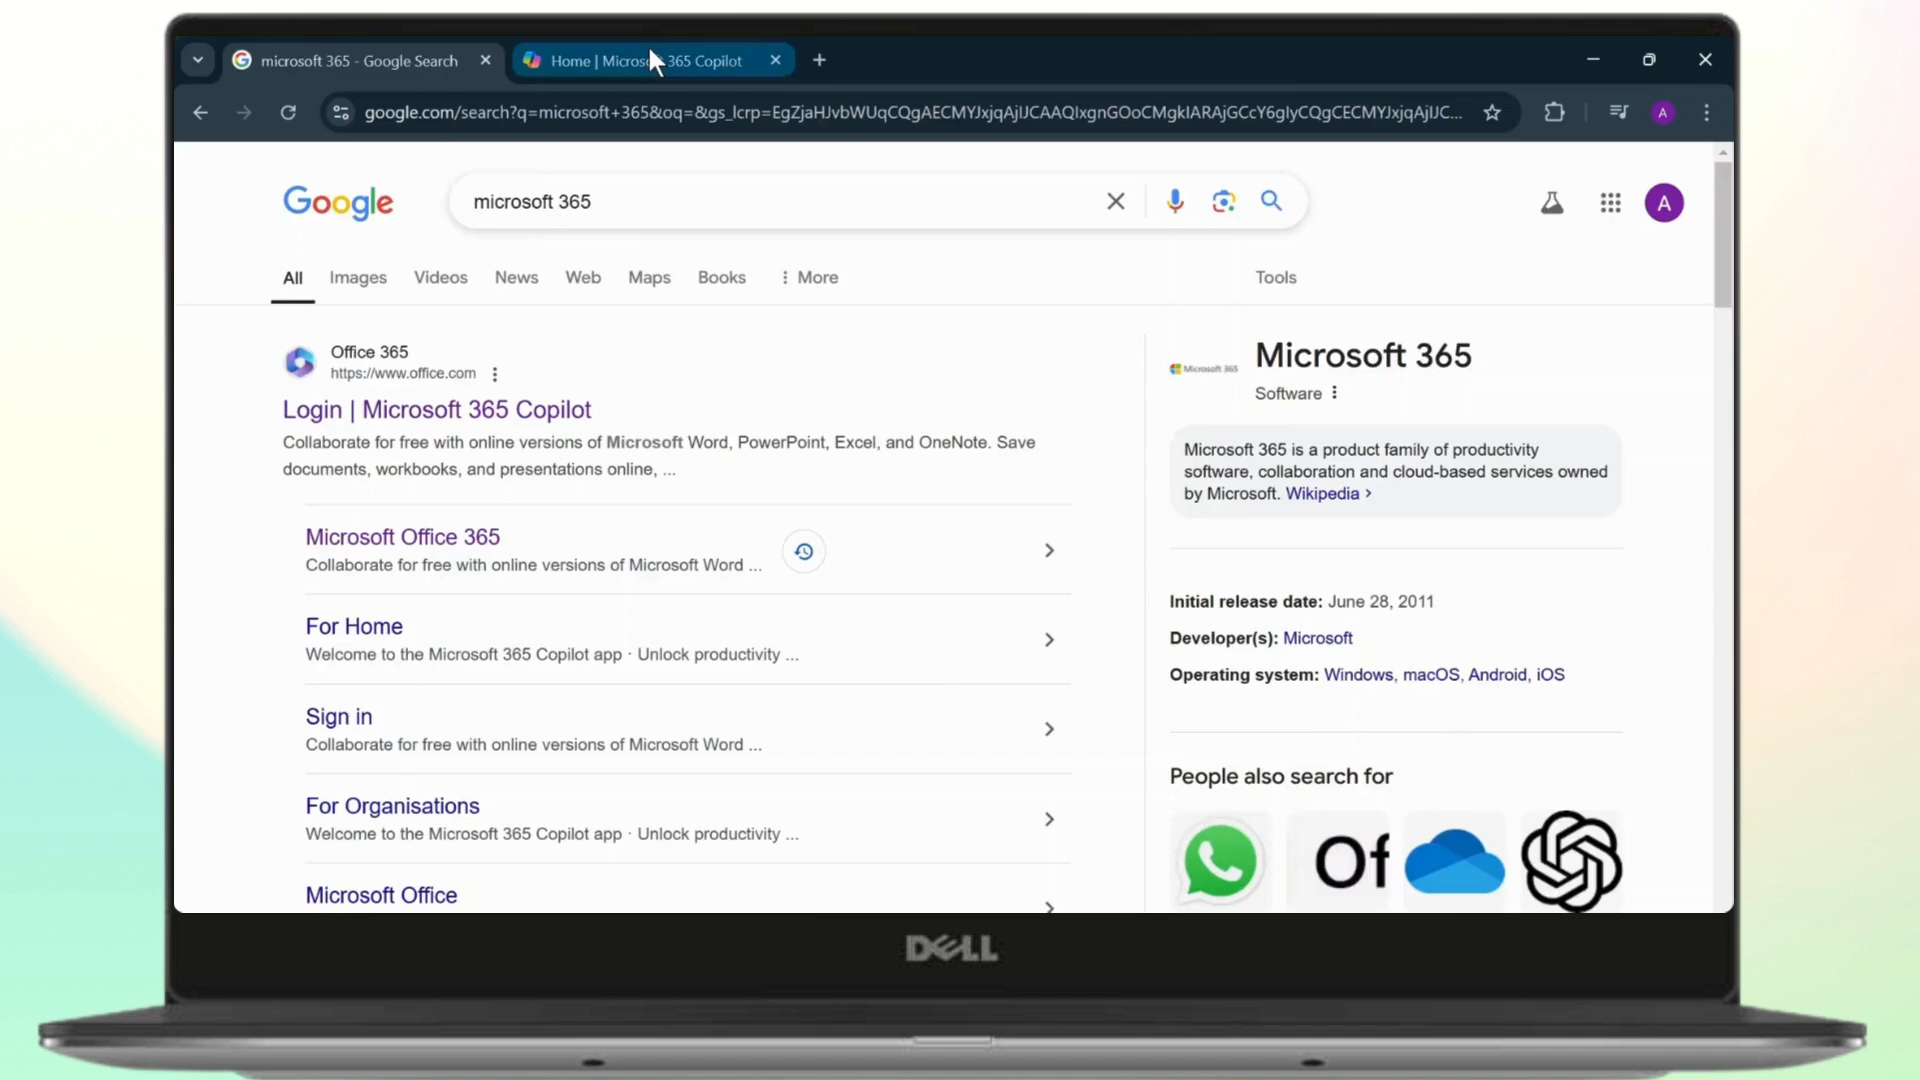 microsoft 365 - Google Search
Home | Microsoft 365 Copilot
google.com/search?q=microsoft+365&oq=&gs_lcrp=EgZjaHJvbWUqCQgAECMYJxjqAjIJCAAQIxgnGOoCMgkIARAjGCcY6gIyCQgCECMYJxjqAjIJC...
A
Google
microsoft 365
A
All
Images
Videos
News
Web
Maps
Books
More
Tools
Office 365
https://www.office.com
Login | Microsoft 365 Copilot
Collaborate for free with online versions of Microsoft Word, PowerPoint, Excel, and OneNote. Save
documents, workbooks, and presentations online, ...
Microsoft Office 365
Collaborate for free with online versions of Microsoft Word ...
For Home
Welcome to the Microsoft 365 Copilot app · Unlock productivity ...
Sign in
Collaborate for free with online versions of Microsoft Word ...
For Organisations
Welcome to the Microsoft 365 Copilot app · Unlock productivity ...
Microsoft Office
Microsoft 365
Microsoft 365
Software
Microsoft 365 is a product family of productivity
software, collaboration and cloud-based services owned
by Microsoft. Wikipedia
Initial release date: June 28, 2011
Developer(s): Microsoft
Operating system: Windows, macOS, Android, iOS
People also search for
Of
DELL